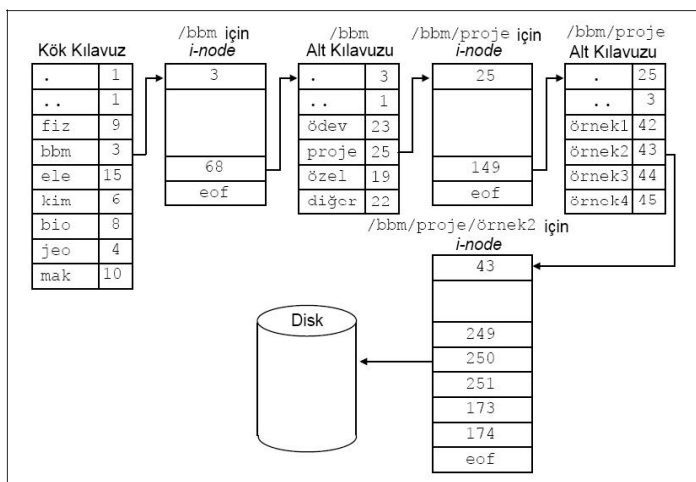 Kök Kılavuz
. 1
.. 1
fiz 9
bbm 3
ele 15
kim 6
bio 8
jeo 4
mak 10
/bbm için
i-node
3
68
eof
/bbm
Alt Kılavuzu
. 3
.. 1
ödev 23
proje 25
özel 19
diğer 22
/bbm/proje için
i-node
25
149
eof
/bbm/proje
Alt Kılavuzu
. 25
.. 3
örnek1 42
örnek2 43
örnek3 44
örnek4 45
/bbm/proje/örnek2 için
i-node
43
249
250
251
173
174
eof
Disk